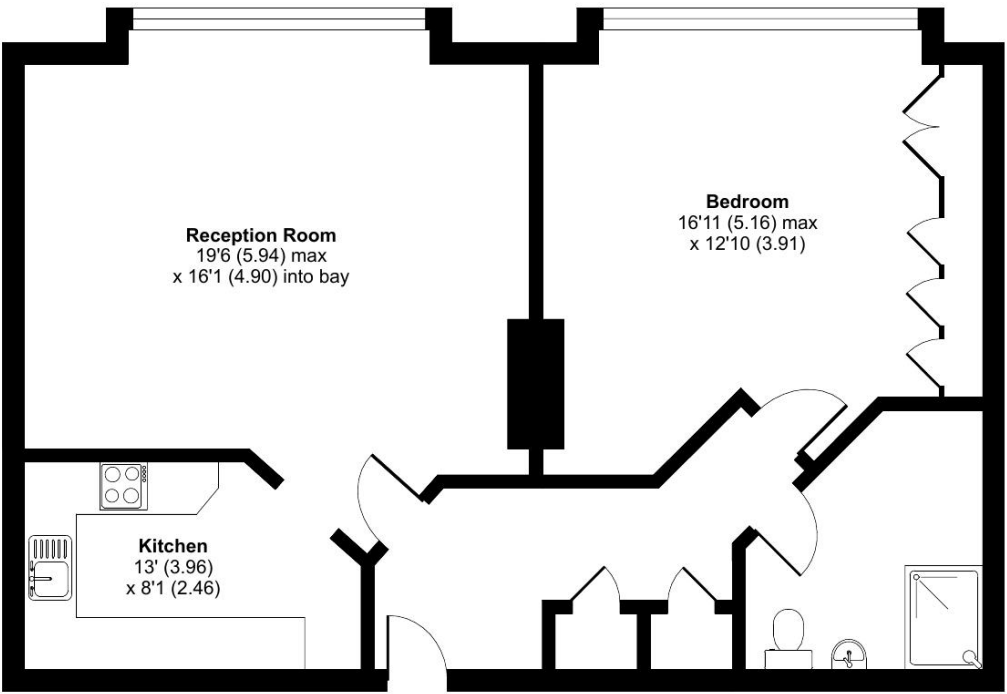 Reception Room
19'6 (5.94) max
x 16'1 (4.90) into bay
Bedroom
16'11 (5.16) max
x 12'10 (3.91)
Kitchen
13' (3.96)
x 8'1 (2.46)